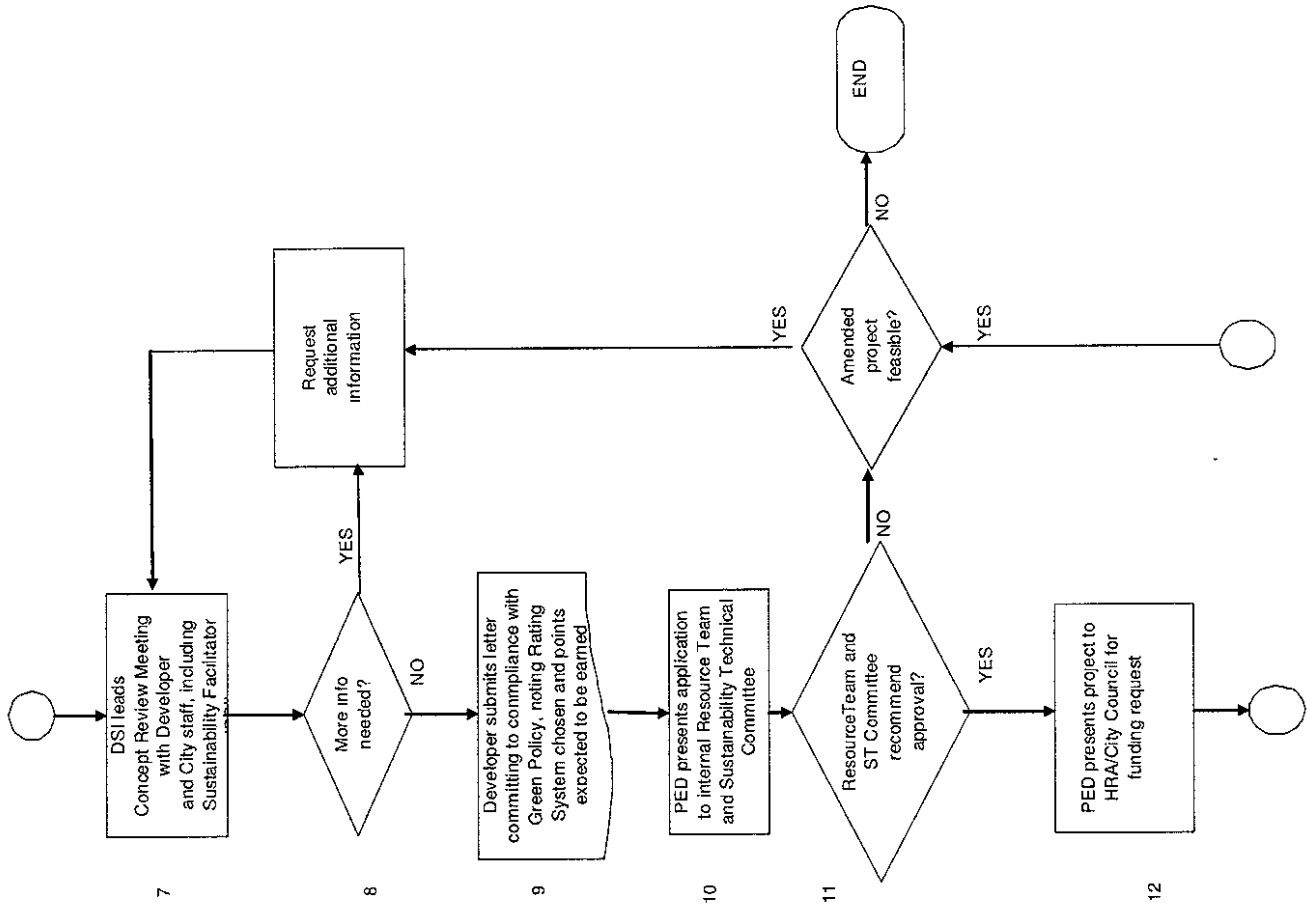 7
DSI leads
Concept Review Meeting
with Developer
and City staff, including
Sustainability Facilitator
8
More info
needed?
YES
NO
Request
additional
information
9
Developer submits letter
committing to conmpliance with
Green Policy, noting Rating
System chosen and points
expected to be earned
10
PED presents application
to internal Resource Team
and Sustainability Technical
Committee
11
ResourceTeam and
ST Committee
recommend
approval?
NO
YES
Amended
project
feasible?
YES
YES
NO
END
12
PED presents project to
HRA/City Council for
funding request